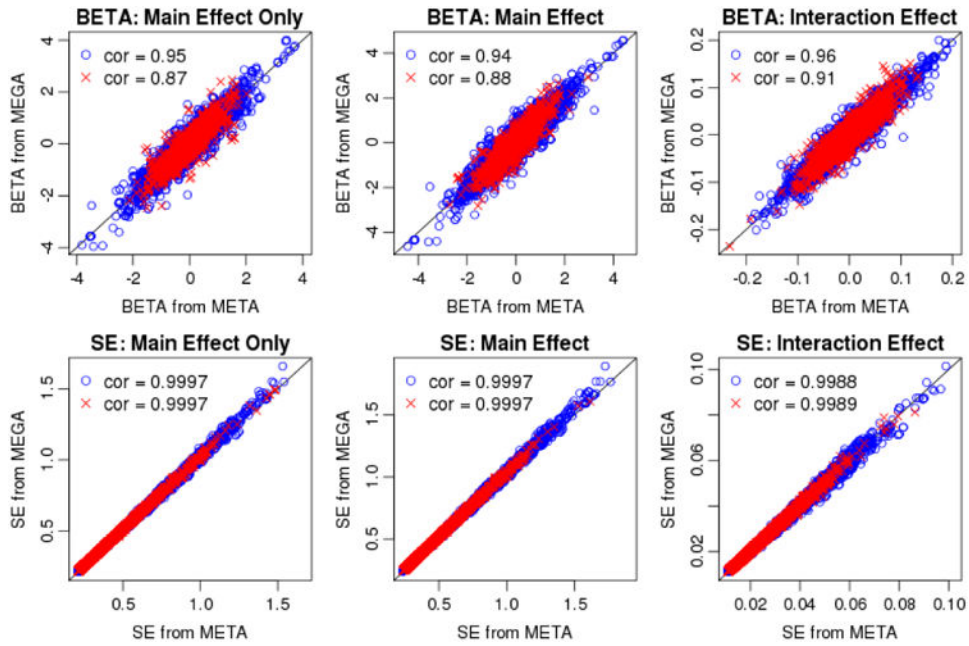 BETA: Main Effect Only
BETA: Main Effect
BETA: Interaction Effect
BETA from MEGA
4
2
0
-2
-4
cor = 0.95
cor = 0.87
-4 -2 0 2 4
BETA from META
BETA from MEGA
4
2
0
-2
-4
cor = 0.94
cor = 0.88
-4 -2 0 2 4
BETA from META
BETA from MEGA
0.2
0.1
0.0
-0.1
-0.2
cor = 0.96
cor = 0.91
-0.2 -0.1 0.0 0.1 0.2
BETA from META
SE: Main Effect Only
SE: Main Effect
SE: Interaction Effect
SE from MEGA
1.5
1.0
0.5
cor = 0.9997
cor = 0.9997
0.5 1.0 1.5
SE from META
SE from MEGA
1.5
1.0
0.5
cor = 0.9997
cor = 0.9997
0.5 1.0 1.5
SE from META
SE from MEGA
0.10
0.06
0.02
cor = 0.9988
cor = 0.9989
0.02 0.04 0.06 0.08 0.10
SE from META